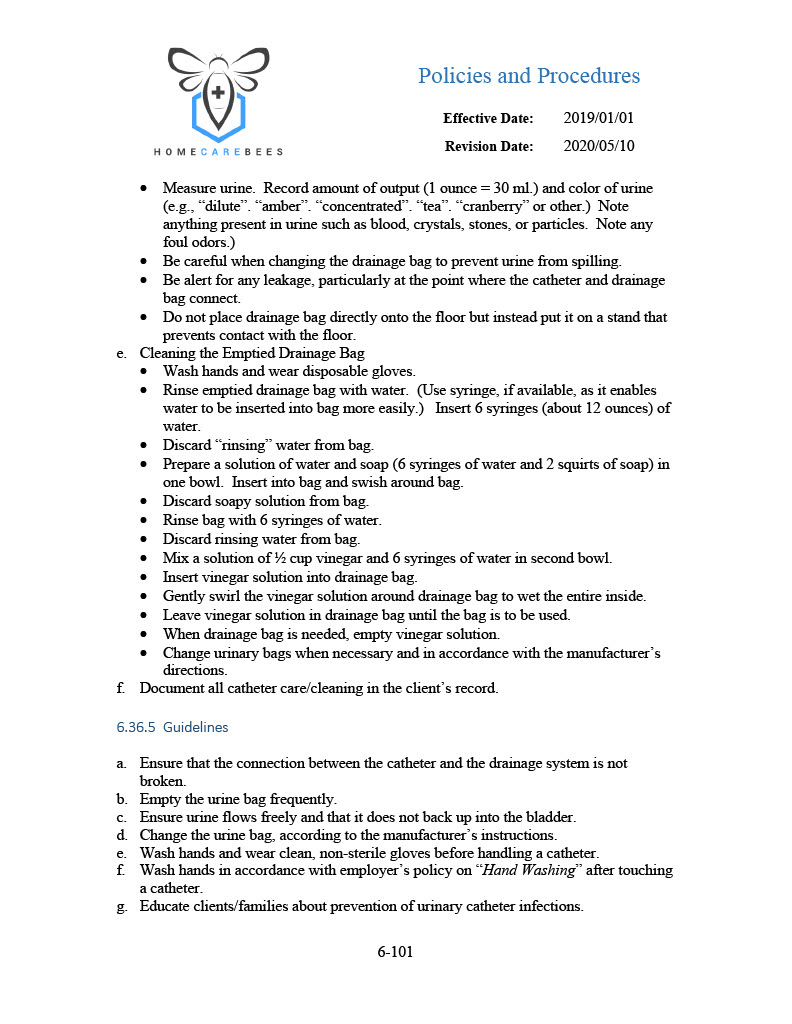 Policies and Procedures
Effective Date: 2019/01/01
Revision Date: 2020/05/10
HOMECAREBEES
• Measure urine.  Record amount of output (1 ounce = 30 ml.) and color of urine
(e.g., “dilute”. “amber”. “concentrated”. “tea”. “cranberry” or other.)  Note
anything present in urine such as blood, crystals, stones, or particles.  Note any
foul odors.)
• Be careful when changing the drainage bag to prevent urine from spilling.
• Be alert for any leakage, particularly at the point where the catheter and drainage
bag connect.
• Do not place drainage bag directly onto the floor but instead put it on a stand that
prevents contact with the floor.
e. Cleaning the Emptied Drainage Bag
• Wash hands and wear disposable gloves.
• Rinse emptied drainage bag with water.  (Use syringe, if available, as it enables
water to be inserted into bag more easily.)   Insert 6 syringes (about 12 ounces) of
water.
• Discard “rinsing” water from bag.
• Prepare a solution of water and soap (6 syringes of water and 2 squirts of soap) in
one bowl.  Insert into bag and swish around bag.
• Discard soapy solution from bag.
• Rinse bag with 6 syringes of water.
• Discard rinsing water from bag.
• Mix a solution of ½ cup vinegar and 6 syringes of water in second bowl.
• Insert vinegar solution into drainage bag.
• Gently swirl the vinegar solution around drainage bag to wet the entire inside.
• Leave vinegar solution in drainage bag until the bag is to be used.
• When drainage bag is needed, empty vinegar solution.
• Change urinary bags when necessary and in accordance with the manufacturer’s
directions.
f. Document all catheter care/cleaning in the client’s record.
6.36.5  Guidelines
a. Ensure that the connection between the catheter and the drainage system is not
broken.
b. Empty the urine bag frequently.
c. Ensure urine flows freely and that it does not back up into the bladder.
d. Change the urine bag, according to the manufacturer’s instructions.
e. Wash hands and wear clean, non-sterile gloves before handling a catheter.
f. Wash hands in accordance with employer’s policy on “Hand Washing” after touching
a catheter.
g. Educate clients/families about prevention of urinary catheter infections.
6-101